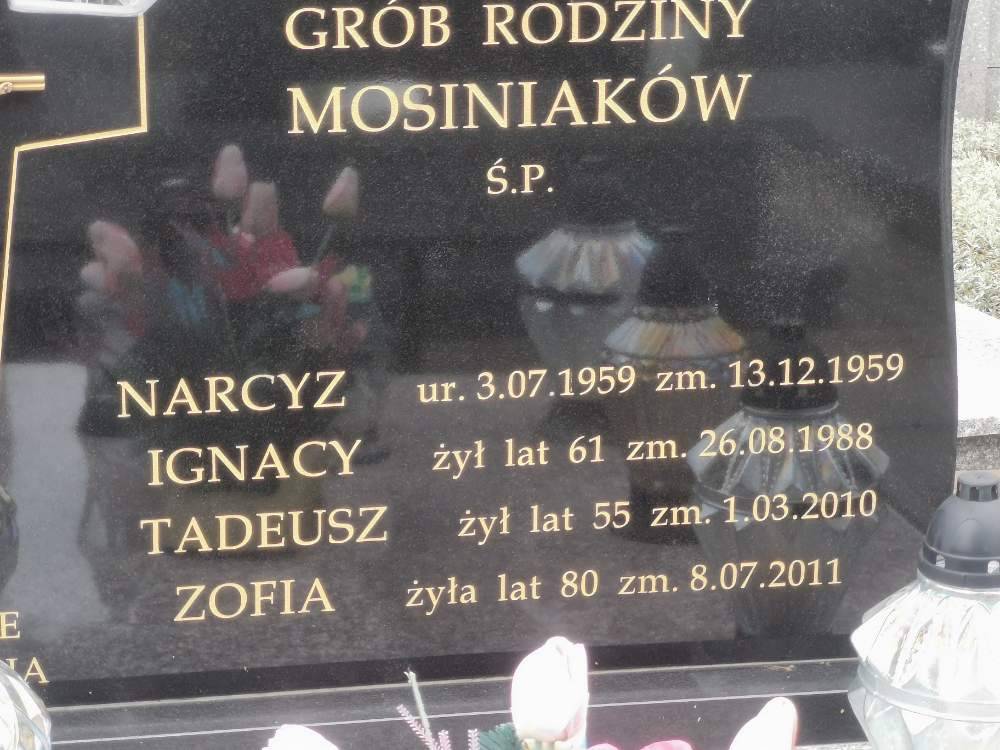 GRÓB RODZINY
MOSINIAKÓW
Ś.P.
NARCYZ ur. 3.07.1959 zm. 13.12.1959
IGNACY żył lat 61 zm. 26.08.1988
TADEUSZ żył lat 55 zm. 1.03.2010
ZOFIA żyła lat 80 zm. 8.07.2011